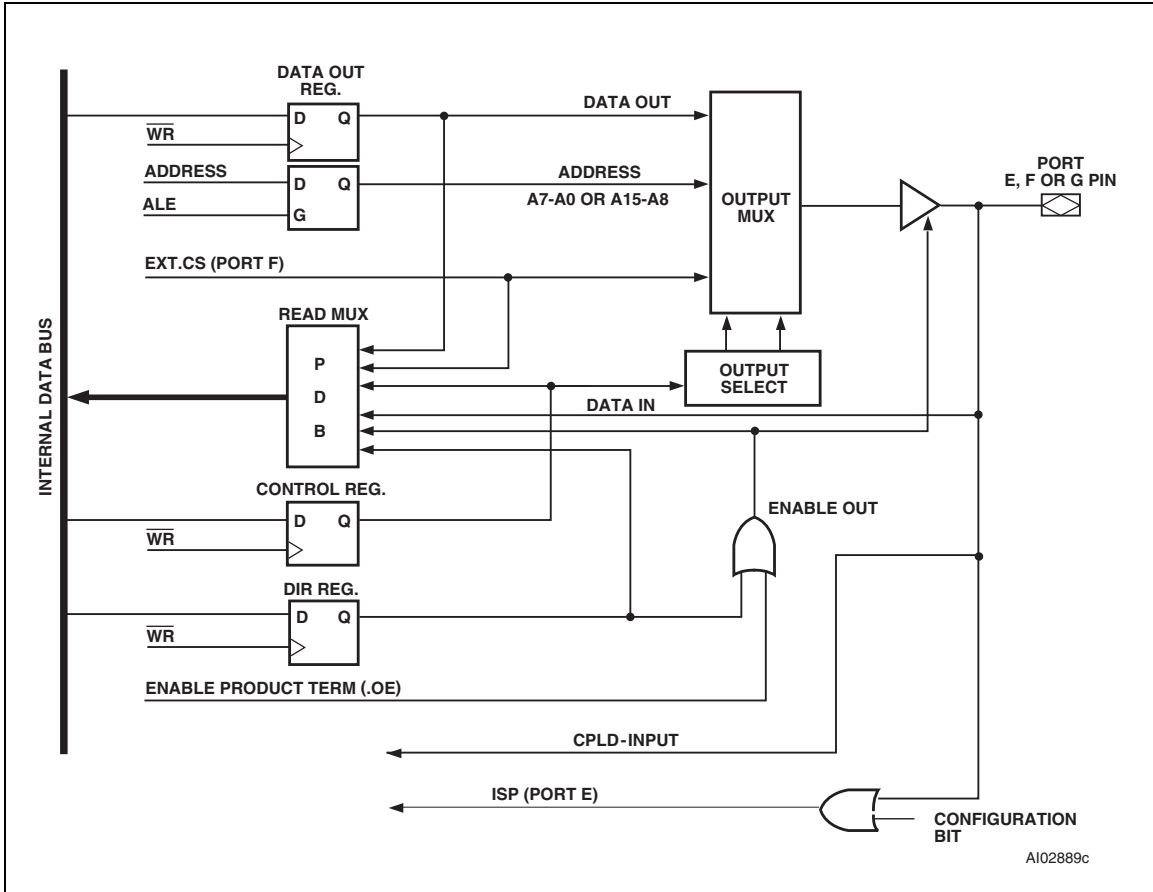 DATA OUT
REG.
D Q
WR
DATA OUT
ADDRESS
D Q
ALE
G
ADDRESS
A7-A0 OR A15-A8
OUTPUT
MUX
PORT
E, F OR G PIN
EXT.CS (PORT F)
READ MUX
P
D
B
OUTPUT
SELECT
DATA IN
INTERNAL DATA BUS
CONTROL REG.
D Q
WR
ENABLE OUT
DIR REG.
D Q
WR
ENABLE PRODUCT TERM (.OE)
CPLD-INPUT
ISP (PORT E)
CONFIGURATION
BIT
AI02889c